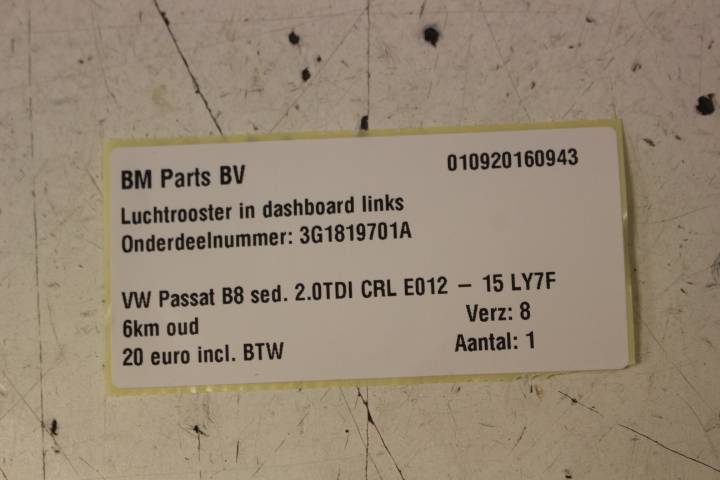 BM Parts BV 010920160943
Luchtrooster in dashboard links
Onderdeelnummer: 3G1819701A
VW Passat B8 sed. 2.0TDI CRL E012 – 15 LY7F
6km oud Verz: 8
20 euro incl. BTW Aantal: 1